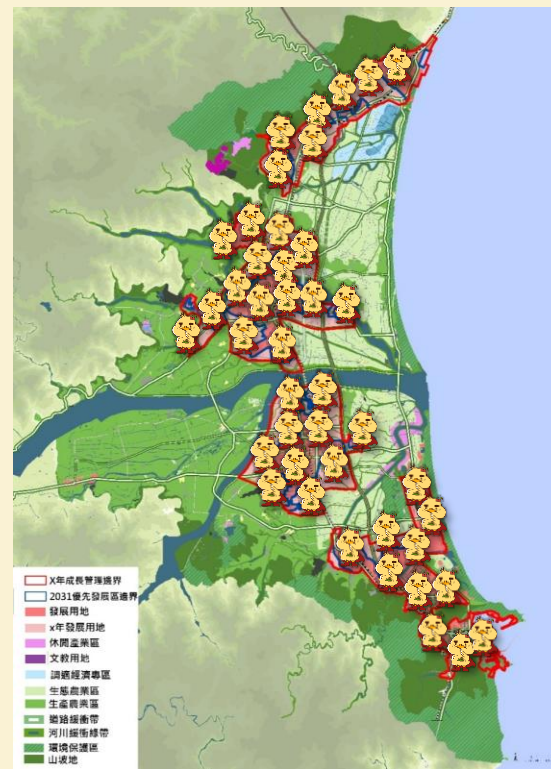 X年成長管理邊界
2031優先發展區邊界
發展用地
x年發展用地
休閒產業區
文教用地
調適經濟專區
生態農業區
生產農業區
道路緩衝帶
河川緩衝綠帶
環境保護區
山坡地